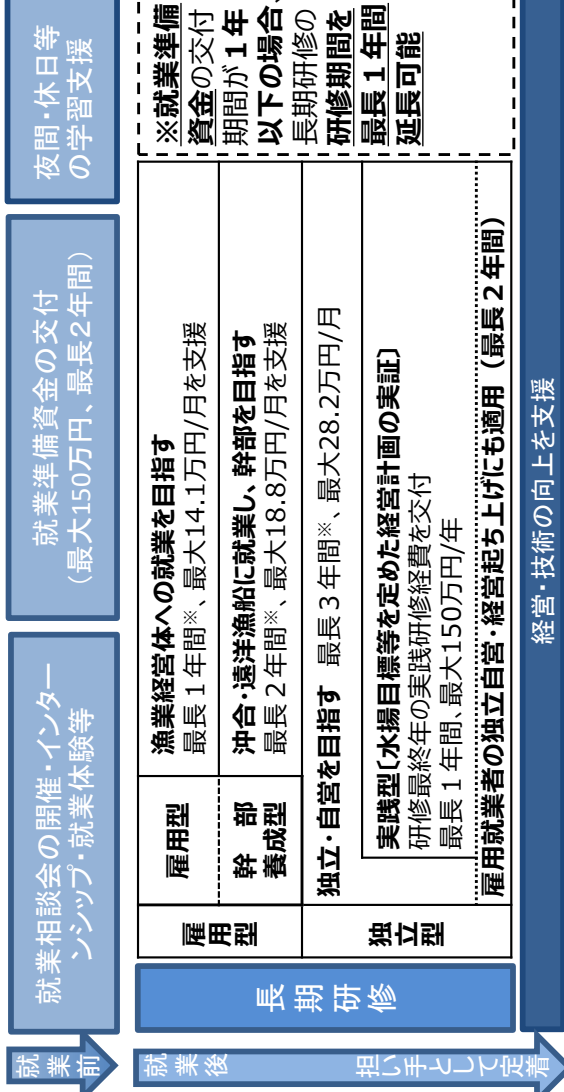 就業前
就業相談会の開催・インター
ンシップ・就業体験等
就業準備資金の交付
（最大150万円、最長2年間）
夜間・休日等
の学習支援
就業後
担い手として定着
長期研修
雇用型
雇用型
漁業経営体への就業を目指す
最長１年間※、最大14.1万円/月を支援
幹　部
養成型
沖合・遠洋漁船に就業し、幹部を目指す
最長２年間※、最大18.8万円/月を支援
独立型
独立・自営を目指す　最長３年間※、最大28.2万円/月
実践型〔水揚目標等を定めた経営計画の実証〕
研修最終年の実践研修経費を交付
最長１年間、最大150万円/年
雇用就業者の独立自営・経営起ち上げにも適用（最長２年間）
※就業準備
資金の交付
期間が１年
以下の場合、
長期研修の
研修期間を
最長１年間
延長可能
経営・技術の向上を支援